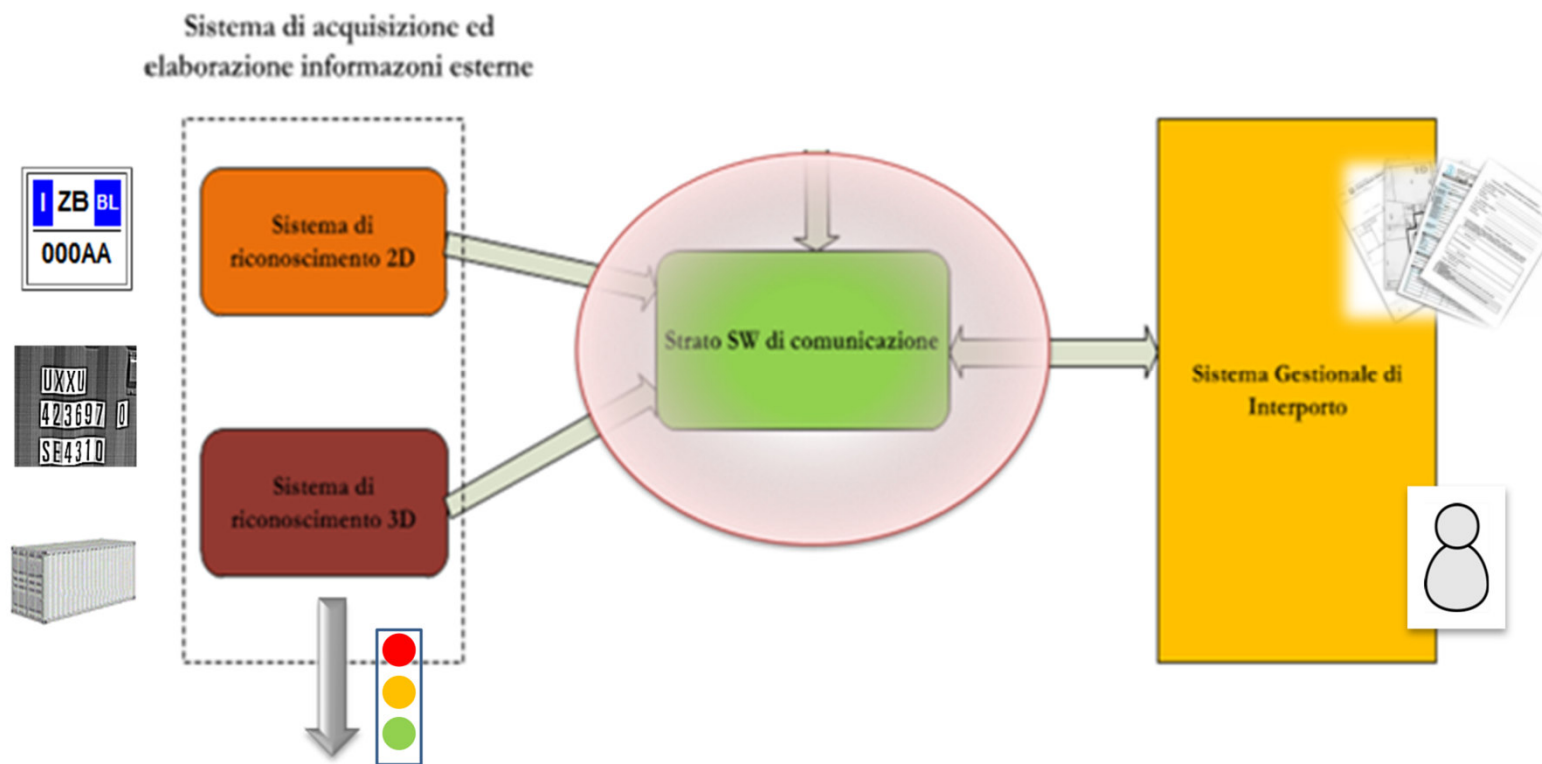 Sistema di acquisizione ed
elaborazione informazoni esterne
I ZB BL
000AA
UXXU
423697 0
SE4310
Sistema di
riconoscimento 2D
Sistema di
riconoscimento 3D
Strato SW di comunicazione
Sistema Gestionale di
Interporto